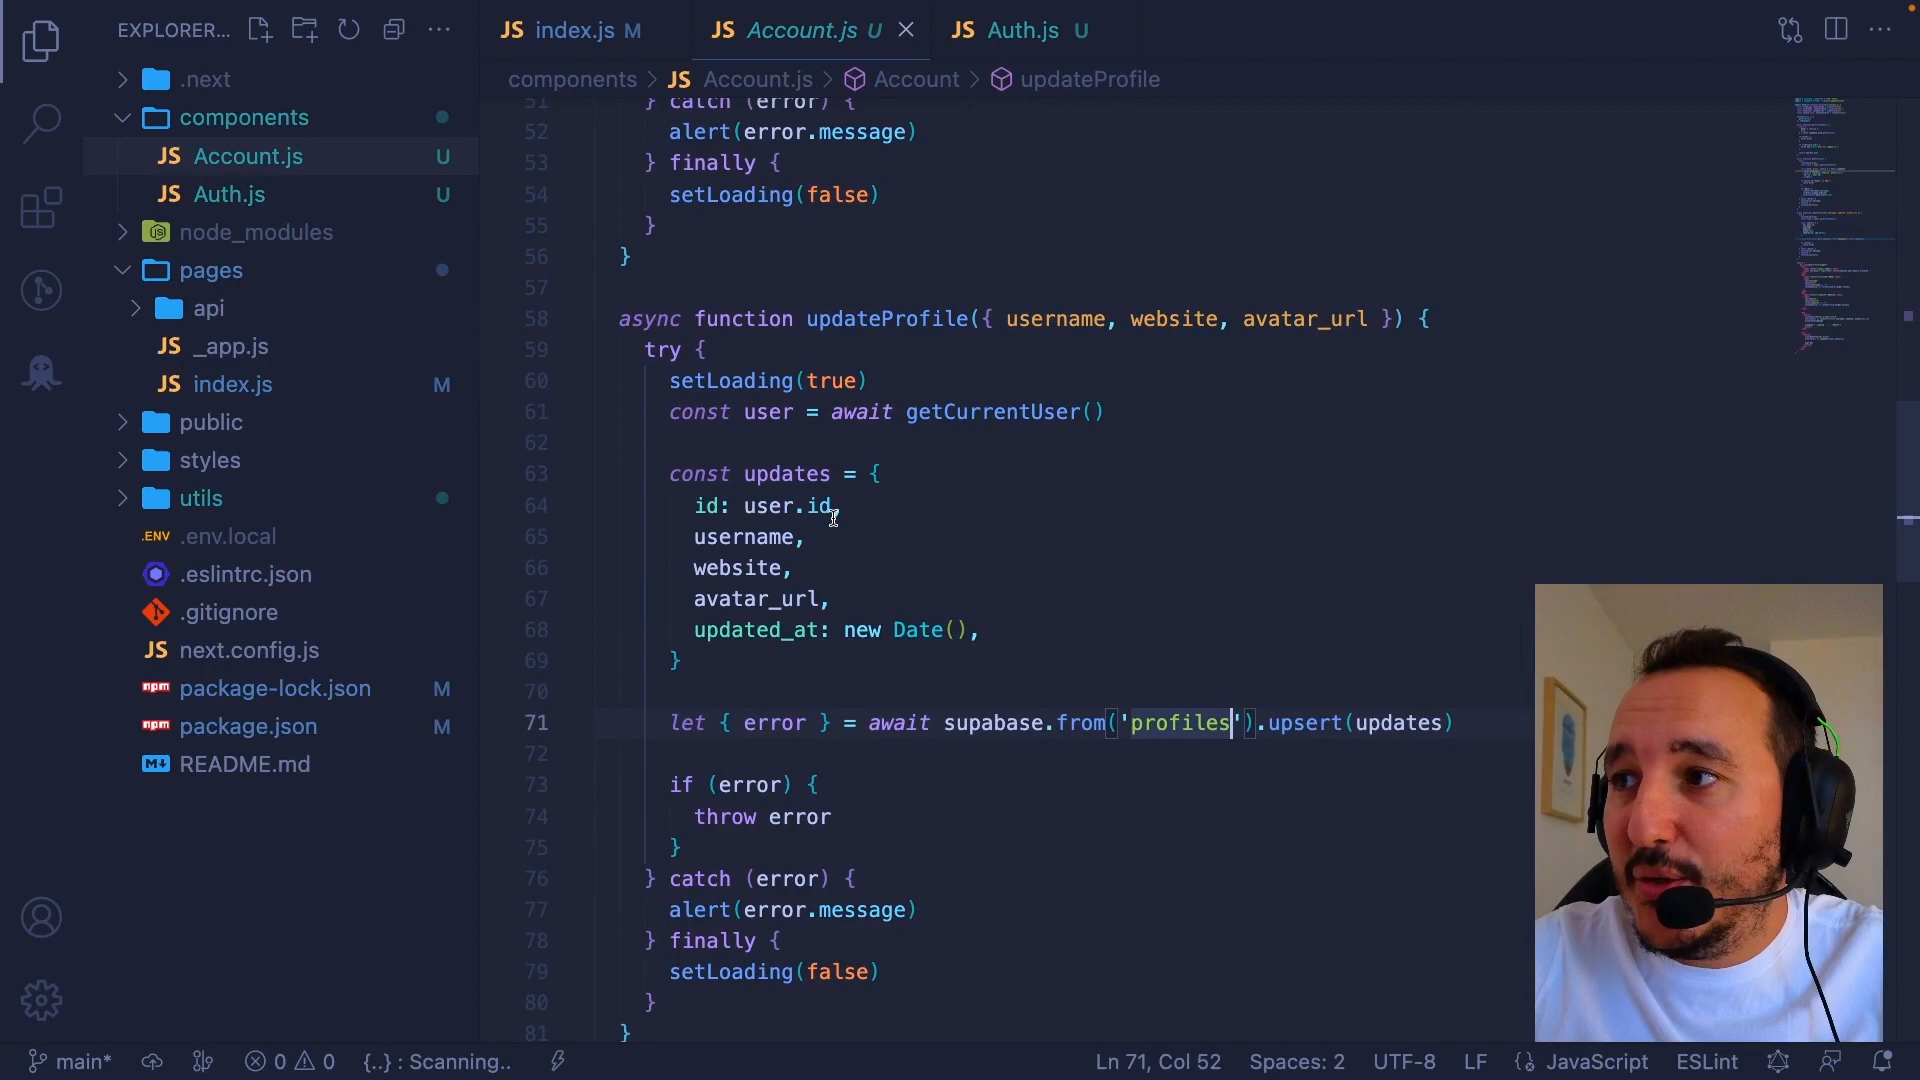 EXPLORER...
.next
components
JS Account.js U
JS Auth.js U
node_modules
pages
api
JS _app.js
JS index.js M
public
styles
utils
.ENV .env.local
.eslintrc.json
.gitignore
JS next.config.js
npm package-lock.json M
npm package.json M
README.md
JS index.js M
JS Account.js U
JS Auth.js U
components > JS Account.js > Account > updateProfile
51 } catch (error) {
52 alert(error.message)
53 } finally {
54 setLoading(false)
55 }
56 }
57
58 async function updateProfile({ username, website, avatar_url }) {
59 try {
60 setLoading(true)
61 const user = await getCurrentUser()
62
63 const updates = {
64 id: user.id,
65 username,
66 website,
67 avatar_url,
68 updated_at: new Date(),
69 }
70
71 let { error } = await supabase.from('profiles').upsert(updates)
72
73 if (error) {
74 throw error
75 }
76 } catch (error) {
77 alert(error.message)
78 } finally {
79 setLoading(false)
80 }
81 }
main* 0 0 {..} : Scanning.. Ln 71, Col 52 Spaces: 2 UTF-8 LF JavaScript ESLint